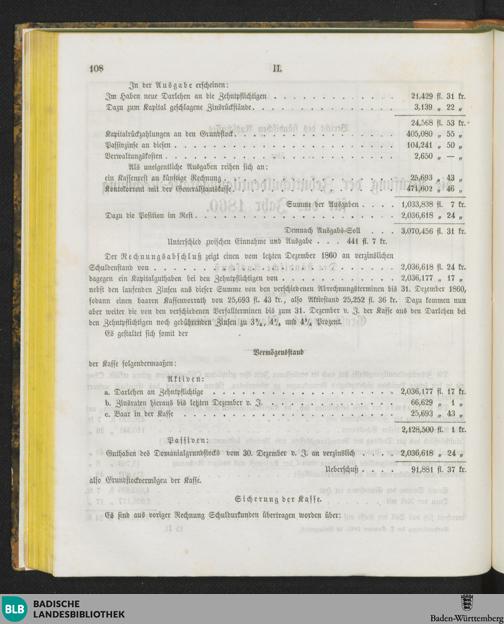 108 II.
In der Ausgabe erscheinen:
Im Haben neue Darlehen an die Zehntpflichtigen . . . . 21,429 fl. 31 kr.
Dazu zum Kapital geschlagene Zinsrückstände . . . . 3,139 „ 22 „
24,568 fl. 53 kr.
Kapitalrückzahlungen an den Grundstock . . . . 405,080 „ 55 „
Passivzinse an diesen . . . . 104,241 „ 50 „
Verwaltungskosten . . . . 2,650 „ — „
Als uneigentliche Ausgaben reihen sich an:
ein Kassenrest an künftige Rechnung . . . . 25,693 „ 43 „
Kontokorrent mit der Generalstaatskasse . . . . 471,602 „ 46 „
Summe der Ausgaben . . . . 1,033,838 fl. 7 kr.
Dazu die Position im Rest . . . . 2,036,618 „ 24 „
Demnach Ausgabs-Soll . . . . 3,070,456 fl. 31 kr.
Unterschied zwischen Einnahme und Ausgabe . . . 441 fl. 7 kr.
Der Rechnungsabschluß zeigt einen vom letzten Dezember 1860 an verzinslichen
Schuldenstand von . . . . 2,036,618 fl. 24 kr.
dagegen ein Kapitalguthaben bei den Zehntpflichtigen von . . . . 2,036,177 „ 17 „
nebst den laufenden Zinsen aus dieser Summe von den verschiedenen Abrechnungsterminen bis 31. Dezember 1860,
sodann einen baaren Kassenvorrath von 25,693 fl. 43 kr., also Aktivstand 25,252 fl. 36 kr. Dazu kommen nun
aber weiter die von den verschiedenen Verfallterminen bis zum 31. Dezember v. J. der Kasse aus den Darlehen bei
den Zehntpflichtigen noch gebührenden Zinsen zu Prozent.
Es gestaltet sich somit der
Vermögensstand
der Kasse folgendermaaßen:
Aktiven:
a. Darlehen an Zehntpflichtige . . . . 2,036,177 fl. 17 kr.
b. Zinsraten hieraus bis letzten Dezember v. J. . . . . 66,629 „ 1 „
c. Baar in der Kasse . . . . 25,693 „ 43 „
2,128,500 fl. 1 kr.
Passiven:
Guthaben des Domanialgrundstocks vom 30. Dezember v. J. an verzinslich . . . . 2,036,618 „ 24 „
Ueberschuß . . . . 91,881 fl. 37 kr.
also Grundstocksvermögen der Kasse.
Sicherung der Kasse.
Es sind aus voriger Rechnung Schuldurkunden übertragen worden über:
BLB BADISCHE
LANDESBIBLIOTHEK
Baden-Württemberg